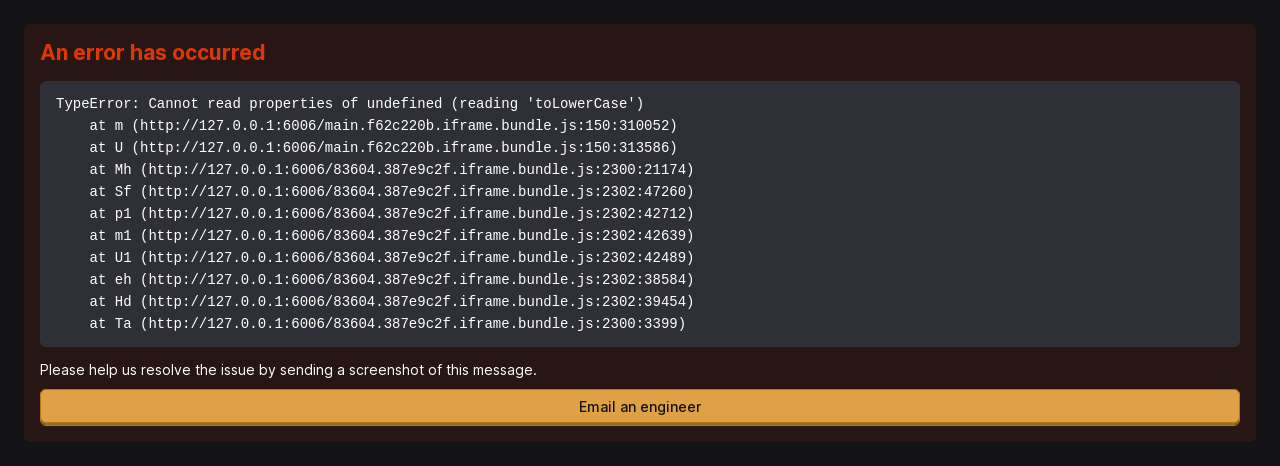 An error has occurred
TypeError: Cannot read properties of undefined (reading 'toLowerCase')
    at m (http://127.0.0.1:6006/main.f62c220b.iframe.bundle.js:150:310052)
    at U (http://127.0.0.1:6006/main.f62c220b.iframe.bundle.js:150:313586)
    at Mh (http://127.0.0.1:6006/83604.387e9c2f.iframe.bundle.js:2300:21174)
    at Sf (http://127.0.0.1:6006/83604.387e9c2f.iframe.bundle.js:2302:47260)
    at p1 (http://127.0.0.1:6006/83604.387e9c2f.iframe.bundle.js:2302:42712)
    at m1 (http://127.0.0.1:6006/83604.387e9c2f.iframe.bundle.js:2302:42639)
    at U1 (http://127.0.0.1:6006/83604.387e9c2f.iframe.bundle.js:2302:42489)
    at eh (http://127.0.0.1:6006/83604.387e9c2f.iframe.bundle.js:2302:38584)
    at Hd (http://127.0.0.1:6006/83604.387e9c2f.iframe.bundle.js:2302:39454)
    at Ta (http://127.0.0.1:6006/83604.387e9c2f.iframe.bundle.js:2300:3399)
Please help us resolve the issue by sending a screenshot of this message.
Email an engineer